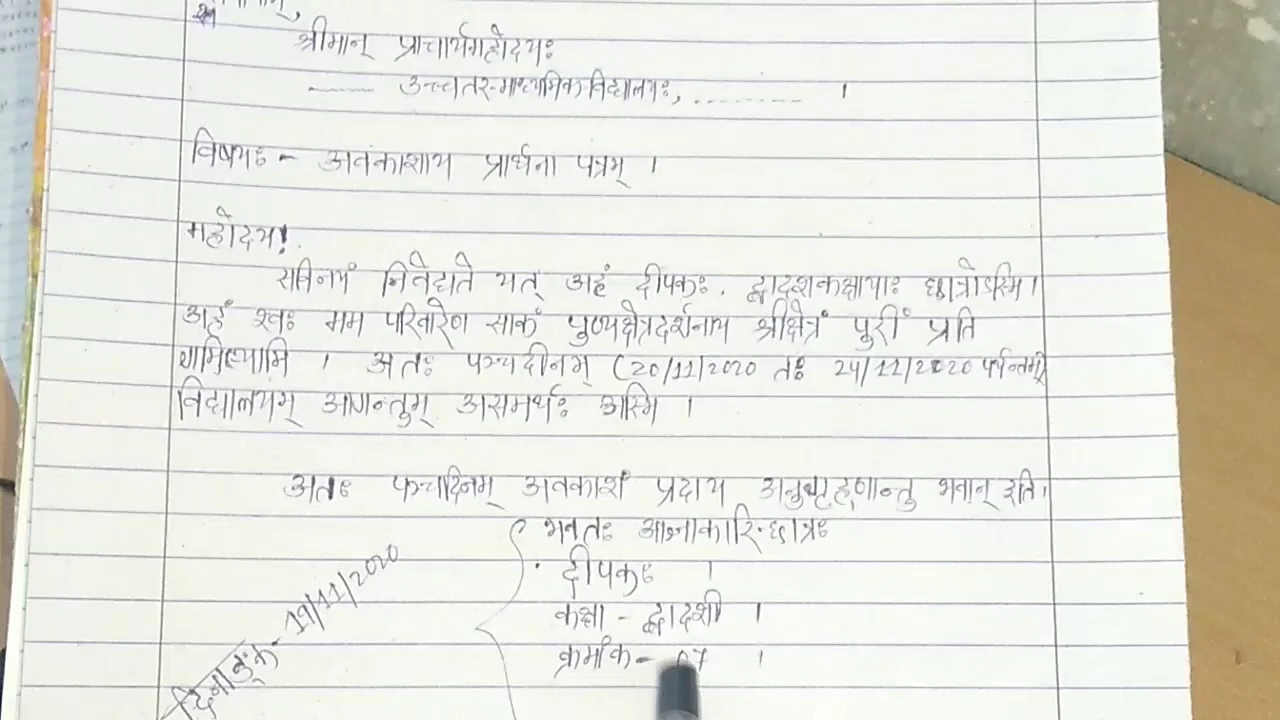 श्रीमान् प्राचार्यमहोदयः
उच्चतर-माध्यमिक-विद्यालयः, ............ ।
विषयः - अवकाशाय प्रार्थना पत्रम् ।
महोदय!
सविनयं निवेद्यते यत् अहं दीपकः. द्वादशकक्षायाः छात्रोऽस्मि।
अहं श्वः मम परिवारेण साकं पुण्यक्षेत्रदर्शनाय श्रीक्षेत्रं पुरीं प्रति
गमिष्यामि । अतः पञ्चदीनम् (20/11/2020 तः 24/11/2020 पर्यन्तम्)
विद्यालयम् आगन्तुम् असमर्थः अस्मि ।
अतः पञ्चदिनम् अवकाशं प्रदाय अनुगृह्णान्तु भवान् इति।
भवतः आज्ञाकारि-छात्रः
दीपकः ।
कक्षा - द्वादशी ।
क्रमांक - 07 ।
दिनाङ्क - 19/11/2020